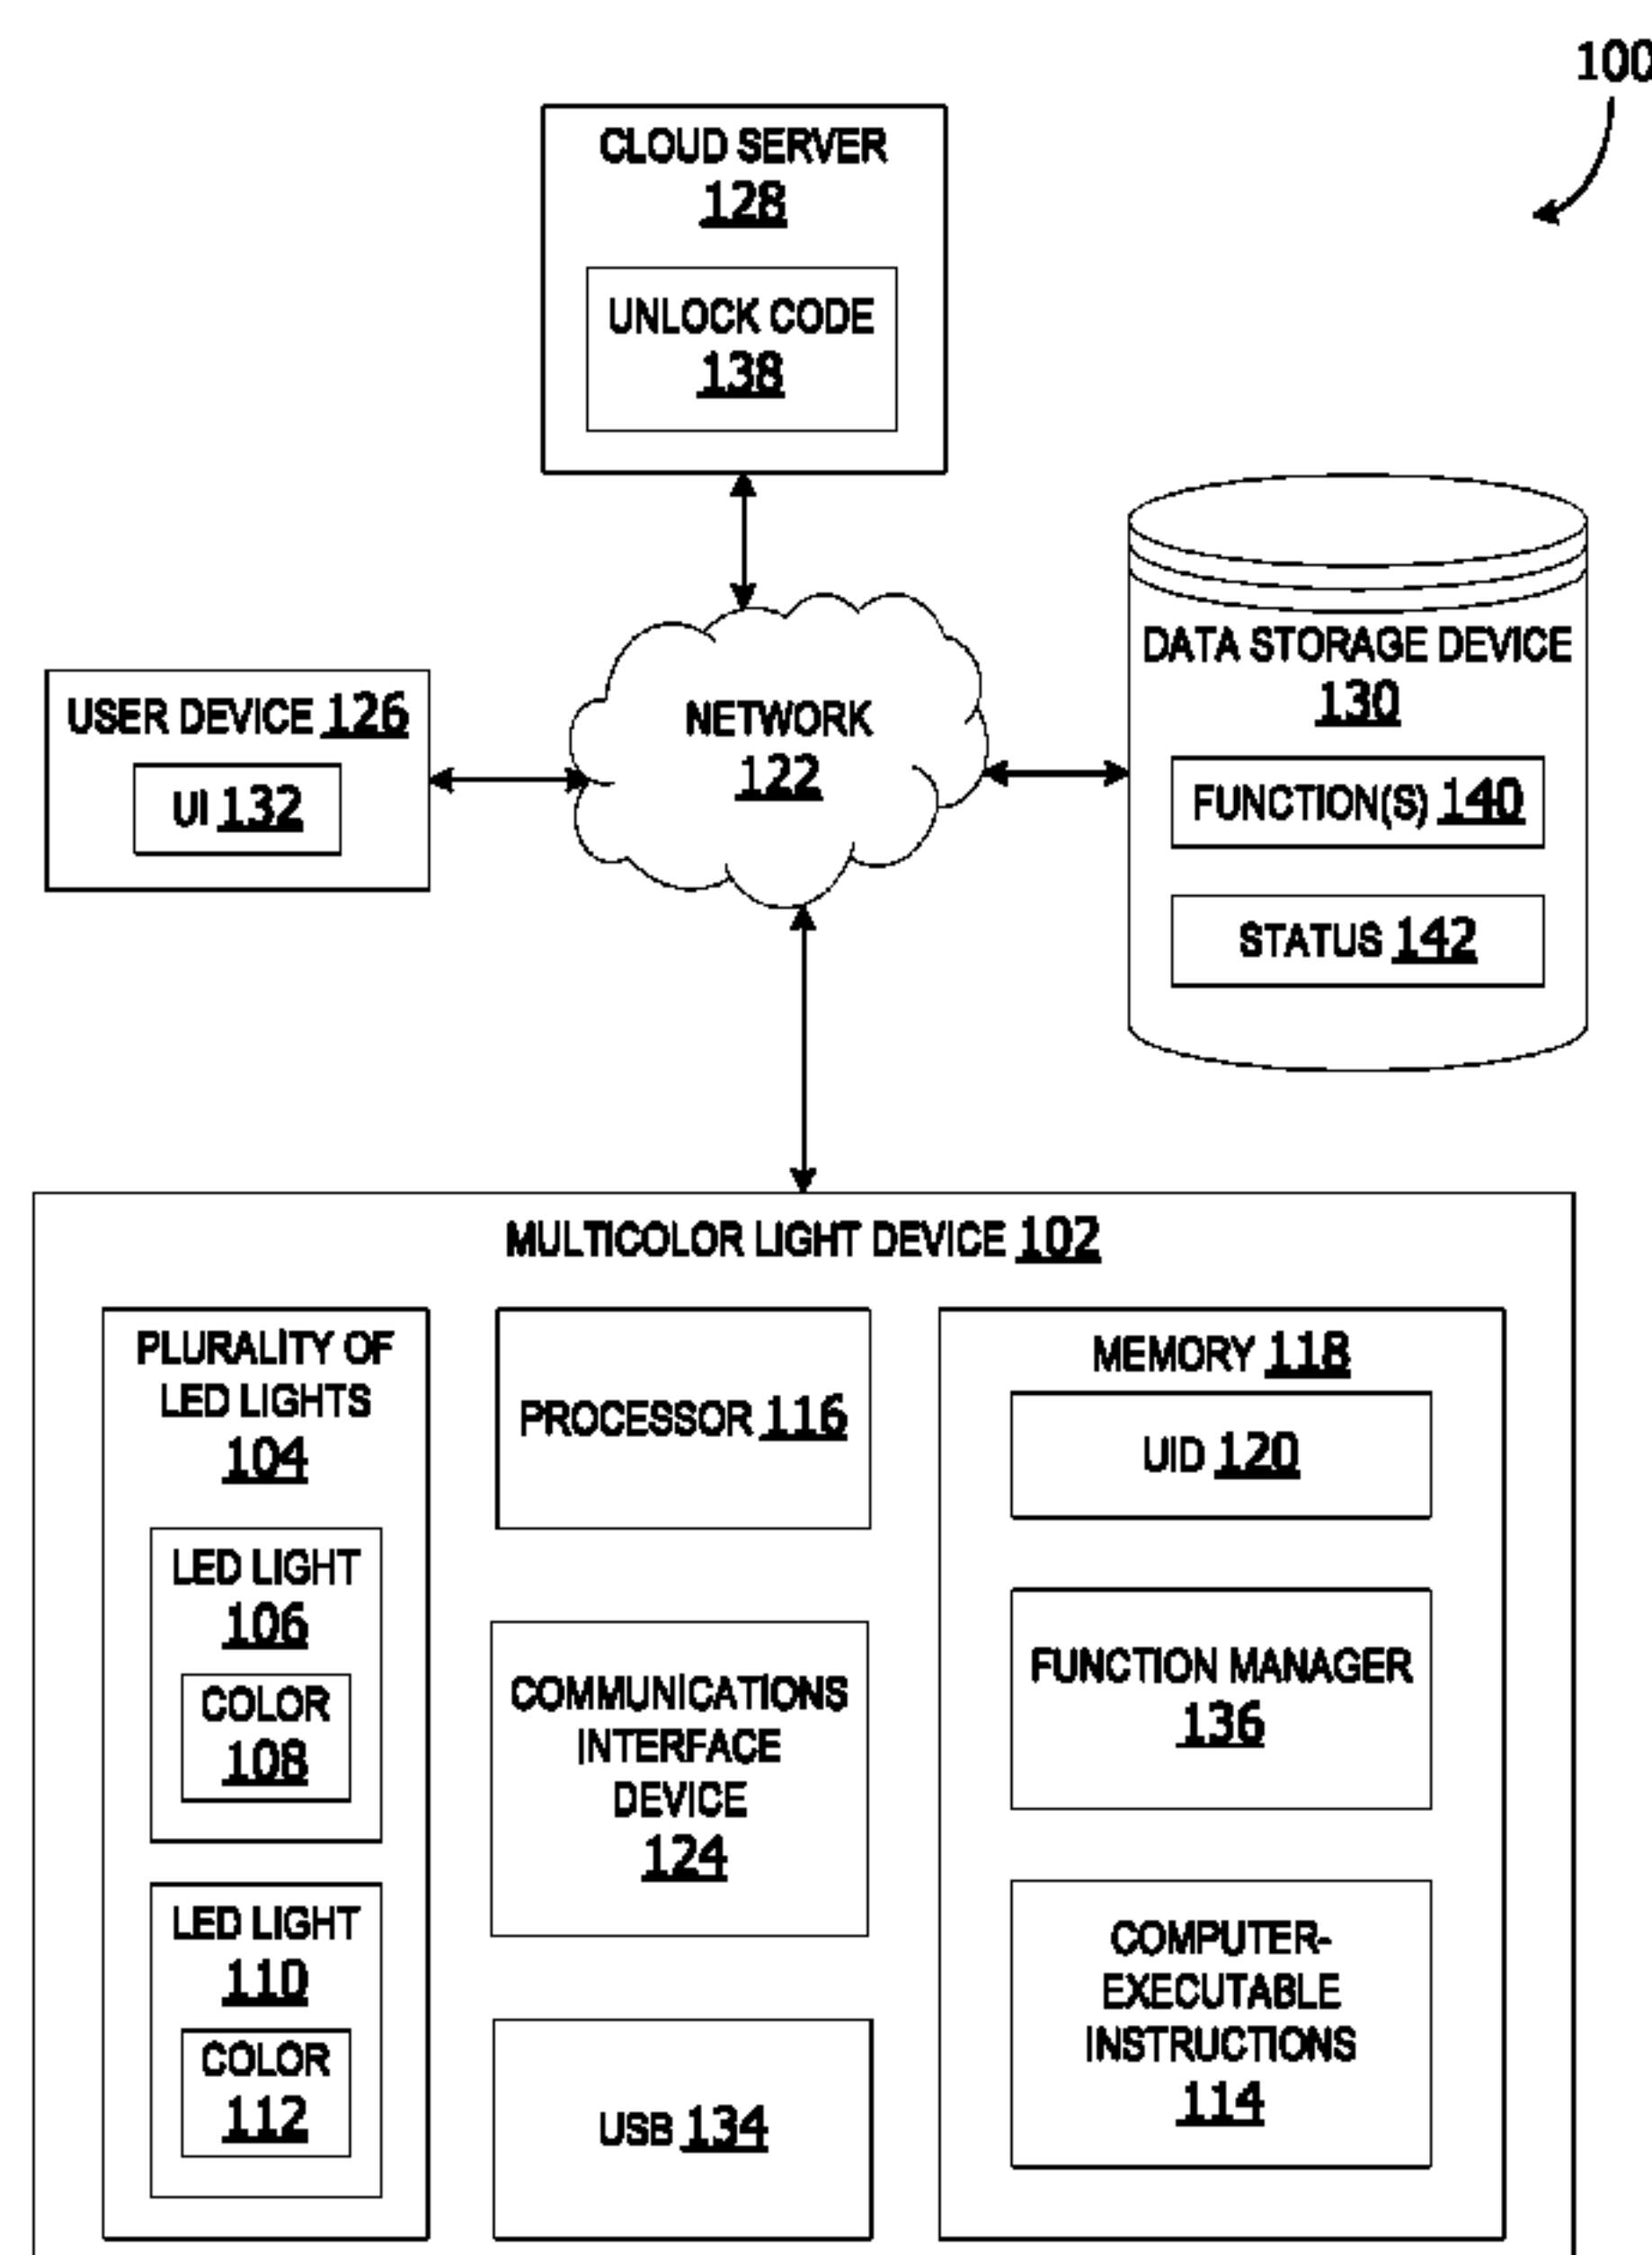 100
CLOUD SERVER
128
UNLOCK CODE
138
DATA STORAGE DEVICE
130
FUNCTION(S) 140
STATUS 142
USER DEVICE 126
UI 132
NETWORK
122
MULTICOLOR LIGHT DEVICE 102
PLURALITY OF
LED LIGHTS
104
LED LIGHT
106
COLOR
108
LED LIGHT
110
COLOR
112
PROCESSOR 116
COMMUNICATIONS
INTERFACE
DEVICE
124
USB 134
MEMORY 118
UID 120
FUNCTION MANAGER
136
COMPUTER-
EXECUTABLE
INSTRUCTIONS
114